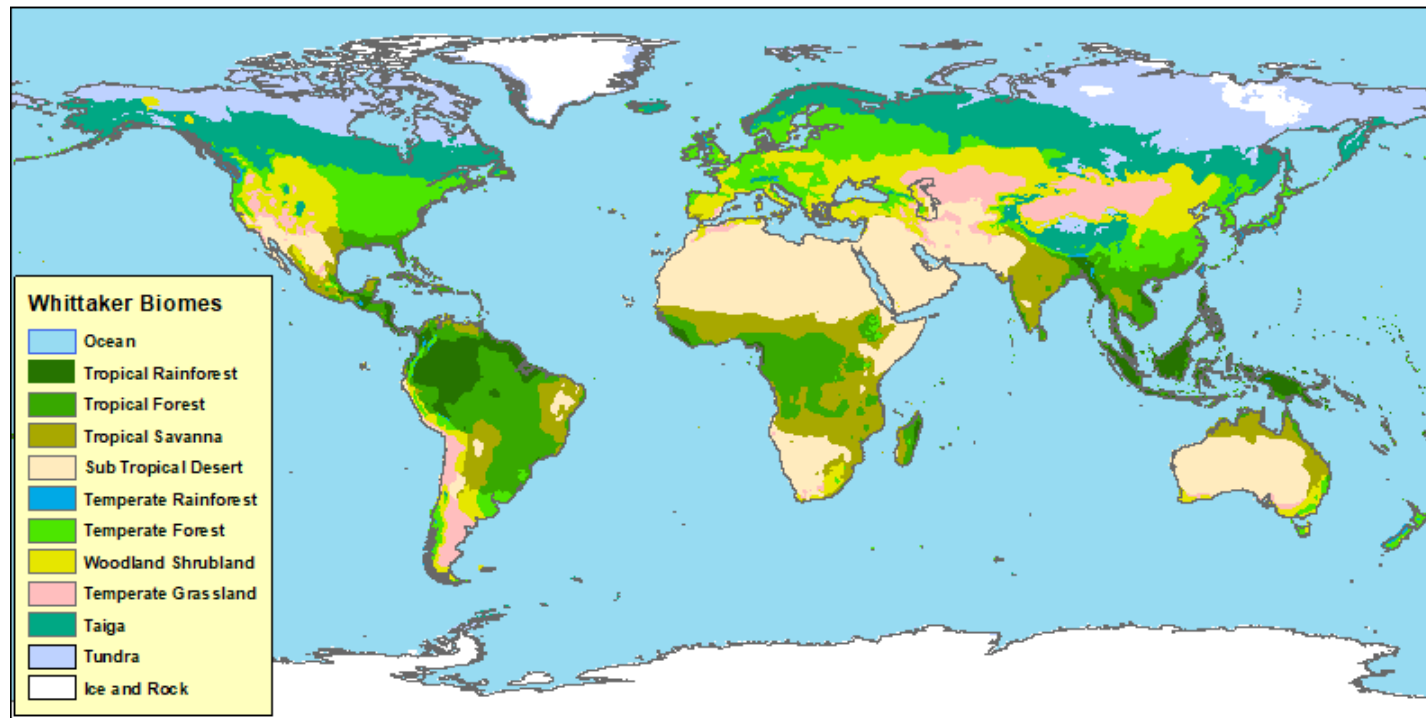 Whittaker Biomes
Ocean
Tropical Rainforest
Tropical Forest
Tropical Savanna
Sub Tropical Desert
Temperate Rainforest
Temperate Forest
Woodland Shrubland
Temperate Grassland
Taiga
Tundra
Ice and Rock